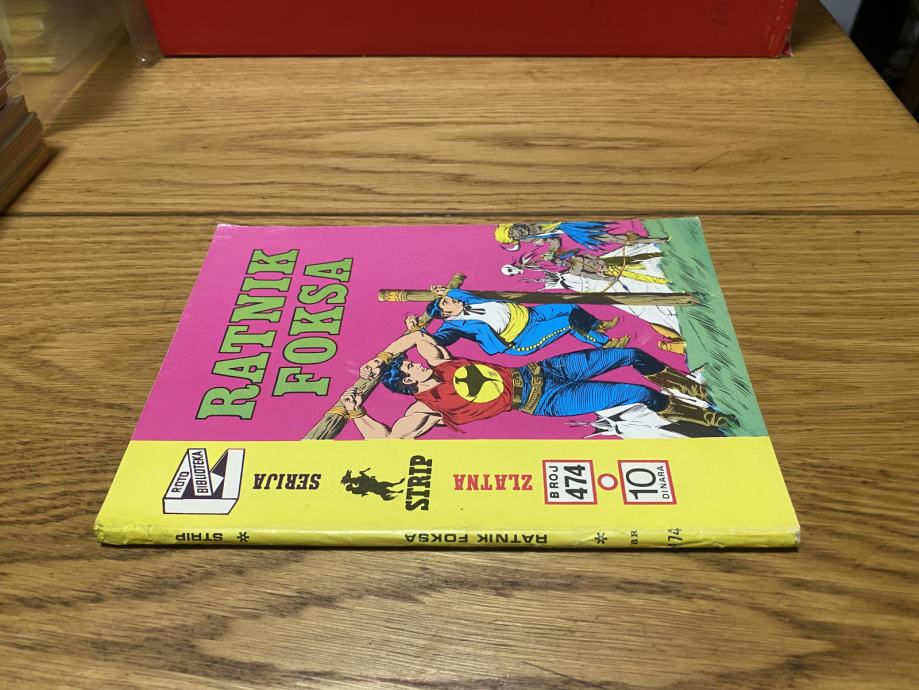 RATNIK
FOKSA
ROTO
BIBLIOTEKA
ZLATNA
STRIP
SERIJA
BROJ
474
10
DINARA
STRIP * RATNIK FOKSA * BR 474